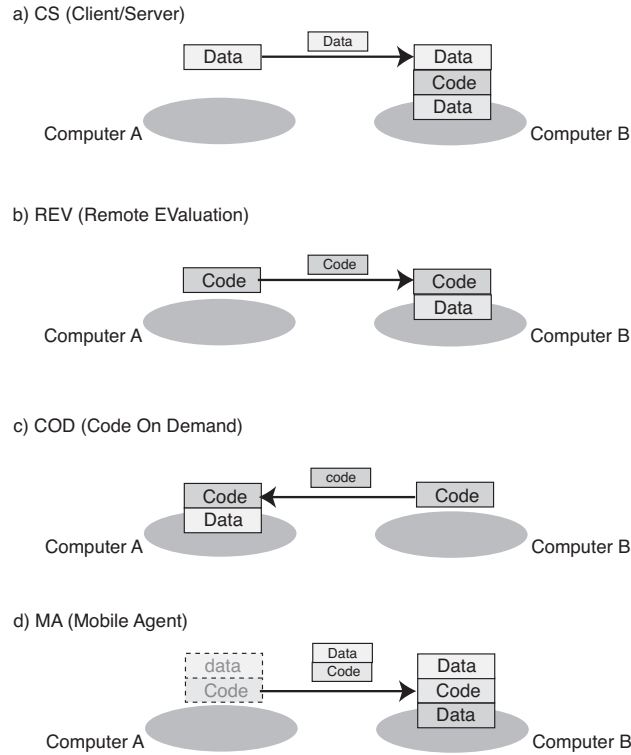 a) CS (Client/Server)
Data
Data
Data
Code
Data
Computer A
Computer B
b) REV (Remote EValuation)
Code
Code
Code
Data
Computer A
Computer B
c) COD (Code On Demand)
code
Code
Code
Data
Computer A
Computer B
d) MA (Mobile Agent)
data
Code
Data
Code
Data
Code
Data
Computer A
Computer B